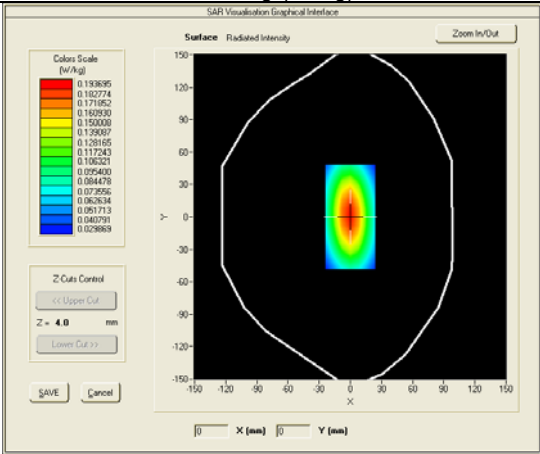 SAR Visualisation Graphical Interface
Surface Radiated Intensity
Zoom In/Out
Colors Scale
(W/kg)
0.193695
0.182774
0.171852
0.160930
0.150008
0.139087
0.128165
0.117243
0.106321
0.095400
0.084478
0.073556
0.062634
0.051713
0.040791
0.029869
Z-Cuts Control
<< Upper Cut
Z = 4.0 mm
Lower Cut >>
SAVE Cancel
150-
120-
90-
60-
30-
0-
-30-
-60-
-90-
-120-
-150-
Y
-150 -120 -90 -60 -30 0 30 60 90 120 150
X
0 X (mm) 0 Y (mm)